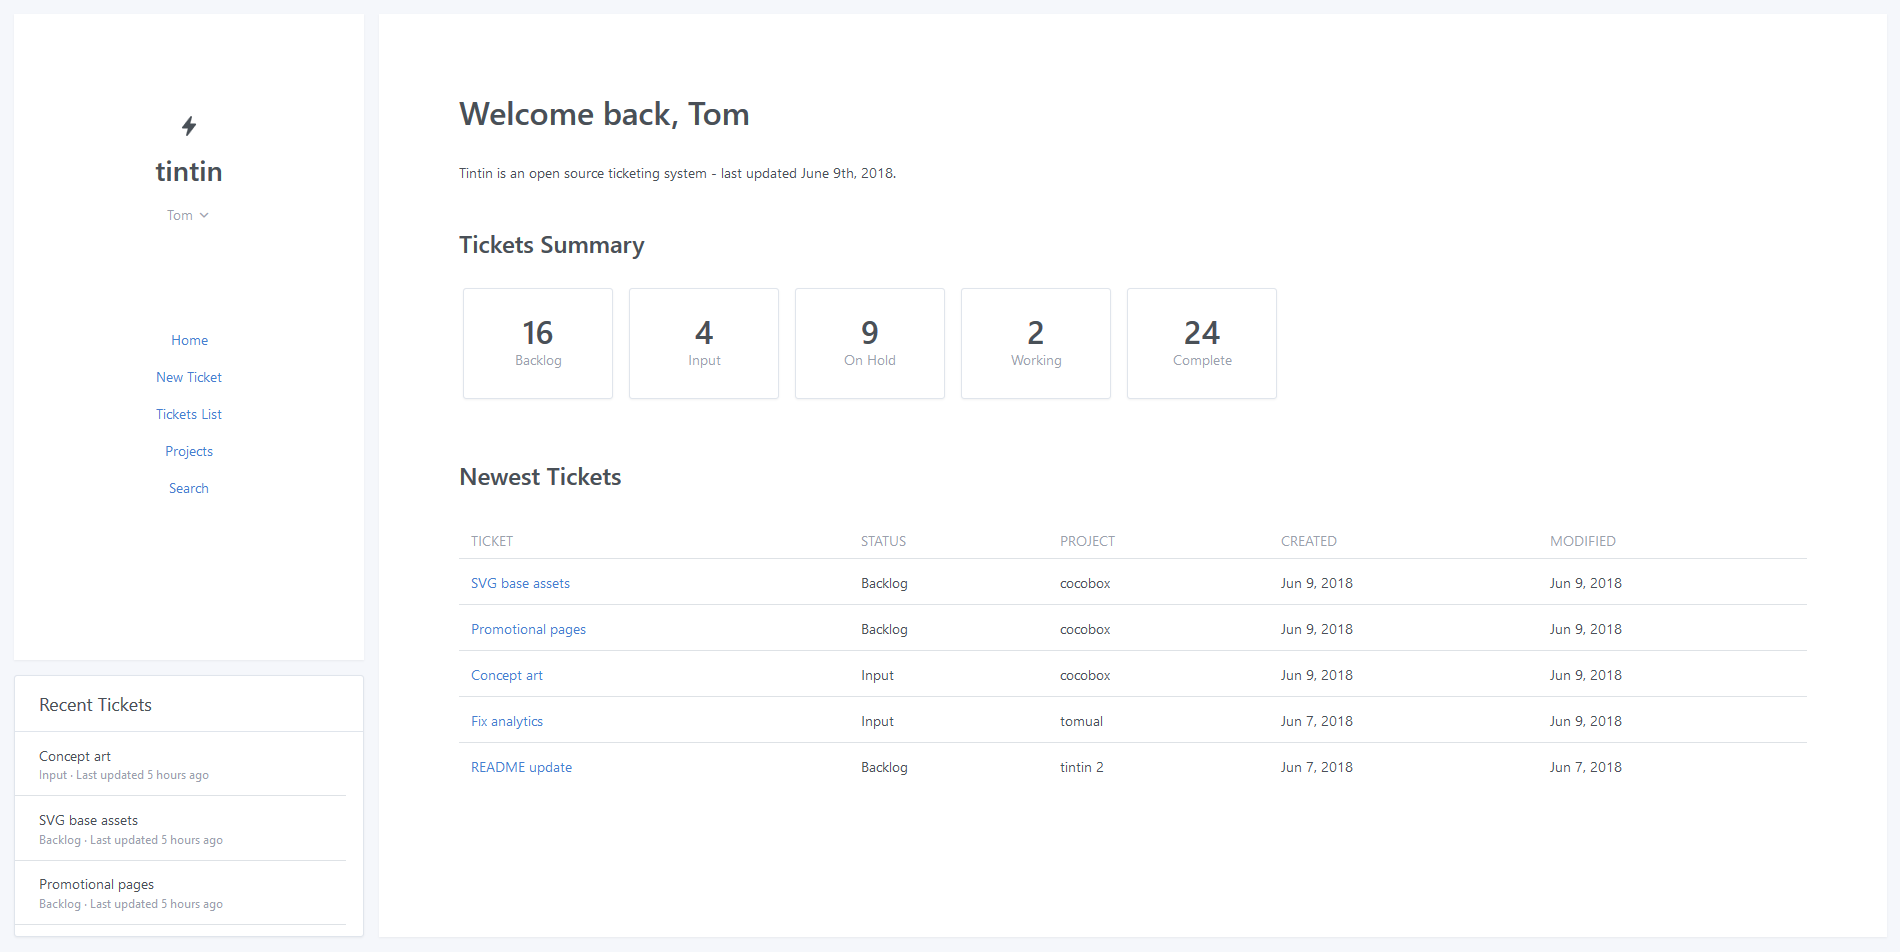 tintin
Tom
Home
New Ticket
Tickets List
Projects
Search
Recent Tickets
Concept art
Input · Last updated 5 hours ago
SVG base assets
Backlog · Last updated 5 hours ago
Promotional pages
Backlog · Last updated 5 hours ago
Welcome back, Tom
Tintin is an open source ticketing system - last updated June 9th, 2018.
Tickets Summary
16 4 9 2 24
Backlog Input On Hold Working Complete
Newest Tickets
TICKET STATUS PROJECT CREATED MODIFIED
SVG base assets Backlog cocobox Jun 9, 2018 Jun 9, 2018
Promotional pages Backlog cocobox Jun 9, 2018 Jun 9, 2018
Concept art Input cocobox Jun 9, 2018 Jun 9, 2018
Fix analytics Input tomual Jun 7, 2018 Jun 9, 2018
README update Backlog tintin 2 Jun 7, 2018 Jun 7, 2018